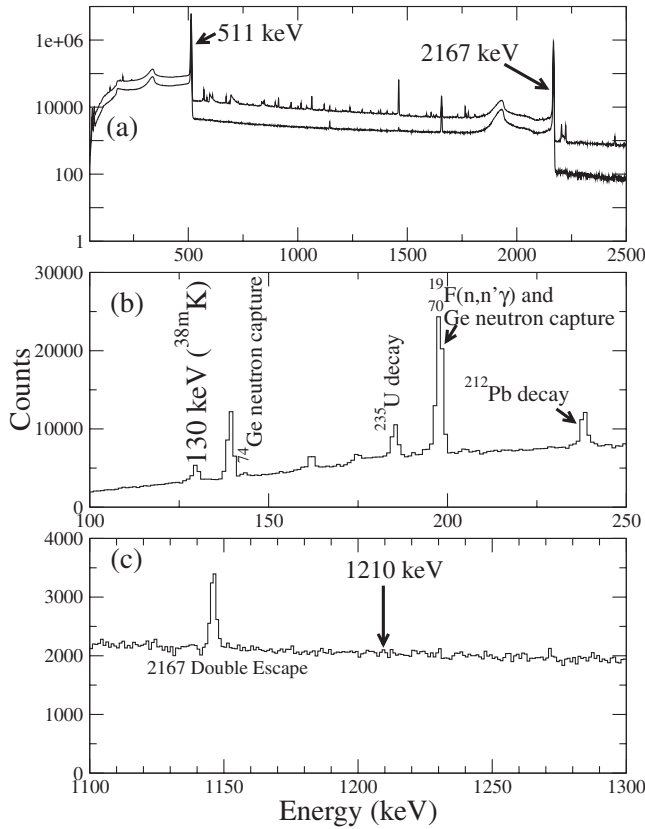 1e+06
10000
100
1
511 keV
2167 keV
(a)
500 1000 1500 2000 2500
30000
20000
10000
0
(b)
130 keV (38mK)
74Ge neutron capture
235U decay
19F(n,n'γ) and
70Ge neutron capture
212Pb decay
100 150 200 250
Counts
4000
3000
2000
1000
0
(c)
1210 keV
2167 Double Escape
1100 1150 1200 1250 1300
Energy (keV)